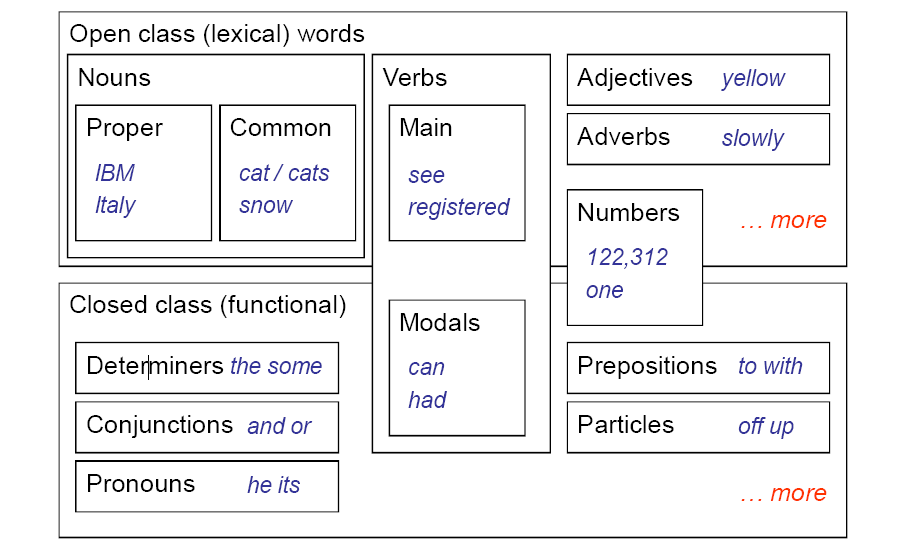 Open class (lexical) words
Nouns
Proper
IBM
Italy
Common
cat / cats
snow
Verbs
Main
see
registered
Adjectives yellow
Adverbs slowly
Numbers
122,312
one
… more
Closed class (functional)
Determiners the some
Conjunctions and or
Pronouns he its
Modals
can
had
Prepositions to with
Particles off up
… more